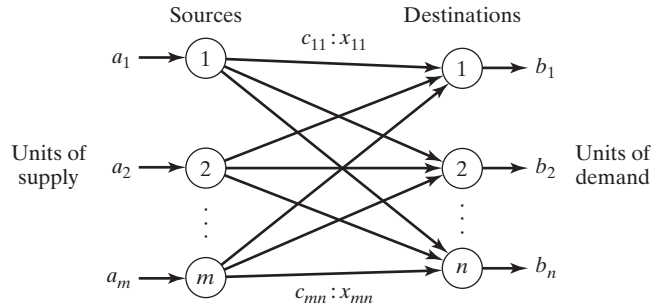 Sources Destinations
c11 : x11
a1 1 1 b1
Units of supply a2 2 2 b2 Units of demand
am m n bn
cmn : xmn